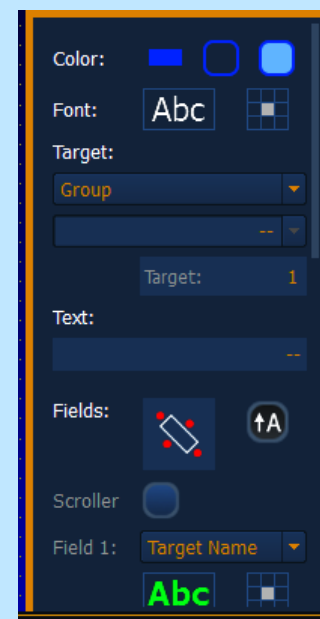 Color:
Font: Abc
Target:
Group
--
Target: 1
Text:
--
Fields: A
Scroller
Field 1: Target Name
Abc